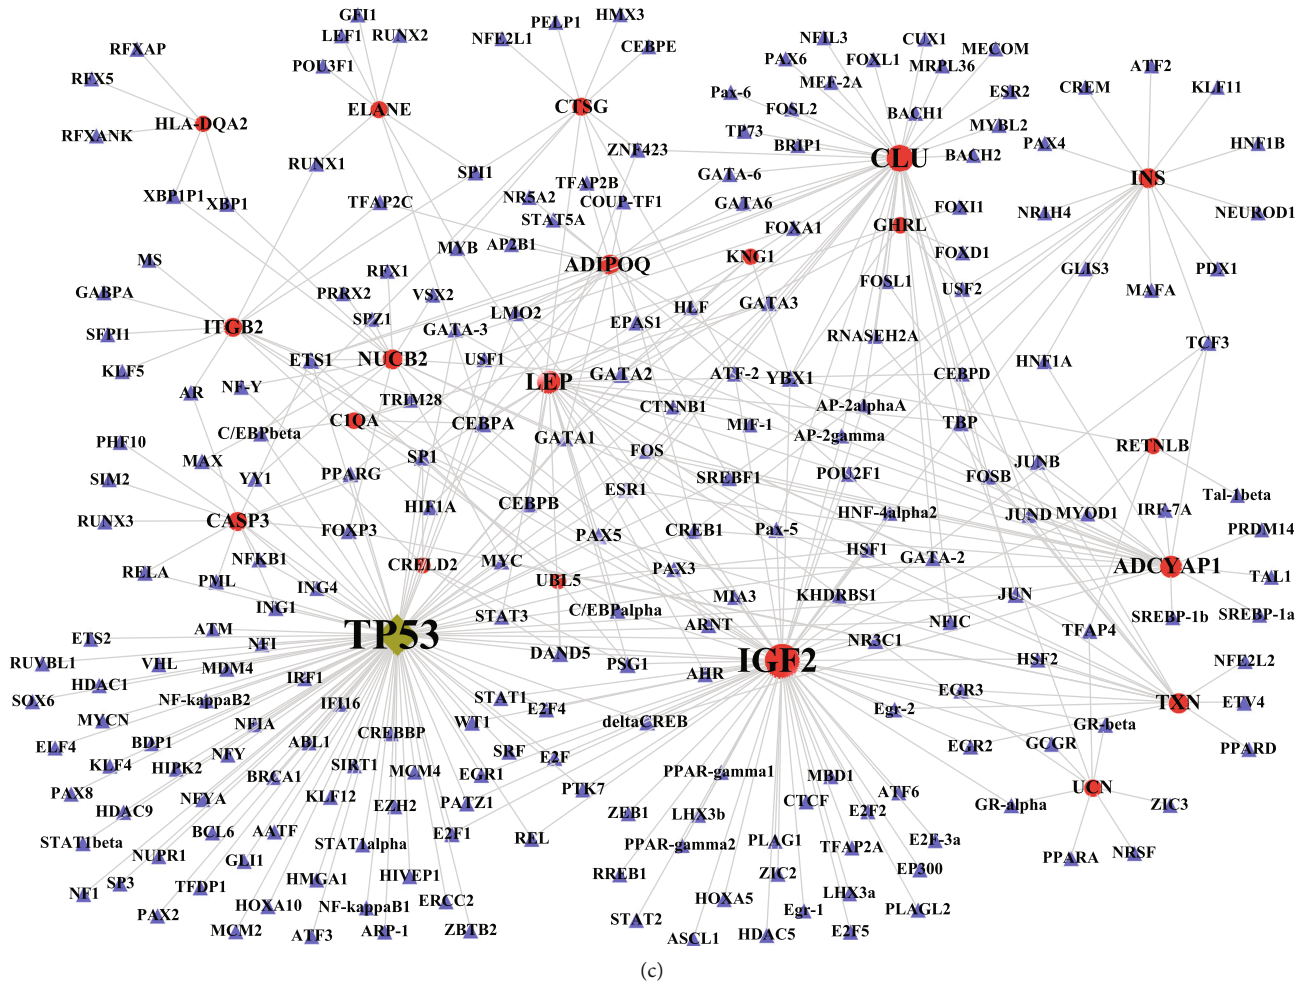 GFI1
LEF1 RUNX2
POU3F1
ELANE
RFXAP
RFX5
RFXANK
HLA-DQA2
XBP1P1 XBP1
RUNX1
TFAP2C
SPI1
NFE2L1 PELP1 HMX3
CEBPE
CTSG
ZNF423
TFAP2B
NR5A2 COUP-TF1
STAT5A
MYB AP2B1
ADIPOQ
NFIL3 CUX1
PAX6 FOXL1 MECOM
MEF-2A MRPL36
Pax-6 ESR2
FOSL2 BACH1
TP73 MYBL2
BRIP1 BACH2
CLU
GATA-6
GATA6
FOXA1
GHRL
FOXI1
FOXD1
KNG1
FOSL1 USF2
GATA3
HLF
RNASEH2A
ATF2
CREM KLF11
PAX4 HNF1B
INS
NR1H4 NEUROD1
GLIS3 PDX1
MAFA
HNF1A TCF3
MS
GABPA
SFPI1
ITGB2
KLF5
RFX1
PRRX2 VSX2
SPZ1
GATA-3 LMO2
EPAS1
ETS1 NUCB2 USF1
LEP GATA2
ATF-2 YBX1 CEBPD
AR NF-Y
TRIM28
C/EBPbeta C1QA CEBPA
GATA1
CTNNB1
MIF-1
AP-2alphaA
AP-2gamma
TBP
PHF10
MAX
SIM2 YY1 PPARG SP1
FOS
ESR1
SREBF1
POU2F1
FOSB
JUNB
RETNLB
Tal-1beta
RUNX3
CASP3
FOXP3
HIF1A CEBPB
PAX5
CREB1 Pax-5
HNF-4alpha2
JUND MYOD1 IRF-7A
PRDM14
NFKB1
RELA PML
ING4
ING1
CRELD2 MYC UBL5
PAX3
HSF1
GATA-2
ADCYAP1
TAL1
SREBP-1b SREBP-1a
JUN
MIA3 KHDRBS1
C/EBPalpha
STAT3
ARNT
NR3C1 NFIC TFAP4
ETS2 ATM NFI
TP53
DAND5
PSG1
AHR
IGF2
HSF2 NFE2L2
RUVBL1 VHL MDM4
HDAC1 IRF1
SOX6 NF-kappaB2 IFI16
STAT1
E2F4
WT1 deltaCREB
EGR3
Egr-2
TXN ETV4
GR-beta
PPARD
MYCN NFIA CREBBP
ELF4 BDP1 ABL1
NFY
KLF4 HIPK2
SRF E2F
EGR2 GCGR
PAX8 BRCA1 SIRT1 MCM4 EGR1
NFYA KLF12 EZH2 PATZ1 PTK7
HDAC9
PPAR-gamma1 MBD1
CTCF ATF6
UCN
GR-alpha ZIC3
ZEB1 LHX3b E2F2
STAT1beta BCL6 AATF STAT1alpha E2F1 REL
PPAR-gamma2 PLAG1 TFAP2A E2F-3a
PPARA NRSF
NUPR1 GLI1
RREB1 ZIC2 EP300
NF1 SP3 TFDP1 HMGA1 HIVEP1
HOXA5 LHX3a
PAX2 HOXA10 NF-kappaB1 ERCC2
STAT2 Egr-1 PLAGL2
MCM2 ATF3 ARP-1 ZBTB2
ASCL1 HDAC5 E2F5
(c)